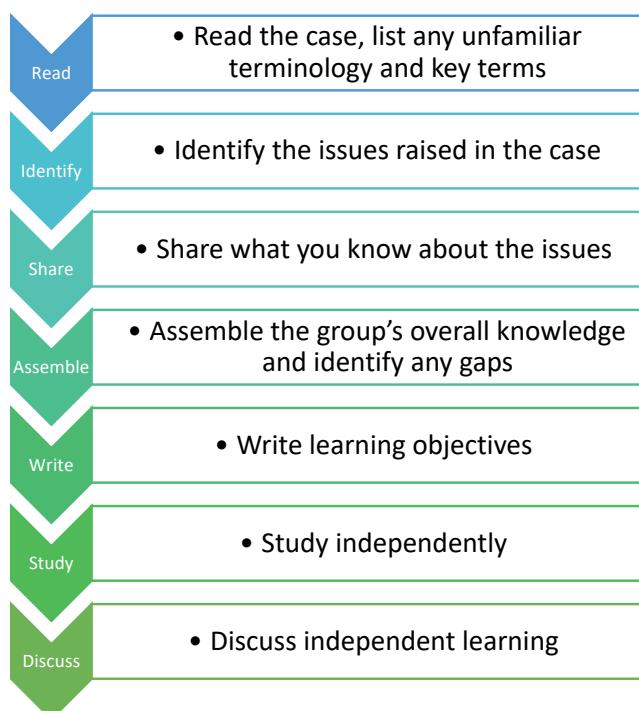 Read
• Read the case, list any unfamiliar
terminology and key terms
Identify
• Identify the issues raised in the case
Share
• Share what you know about the issues
Assemble
• Assemble the group’s overall knowledge
and identify any gaps
Write
• Write learning objectives
Study
• Study independently
Discuss
• Discuss independent learning